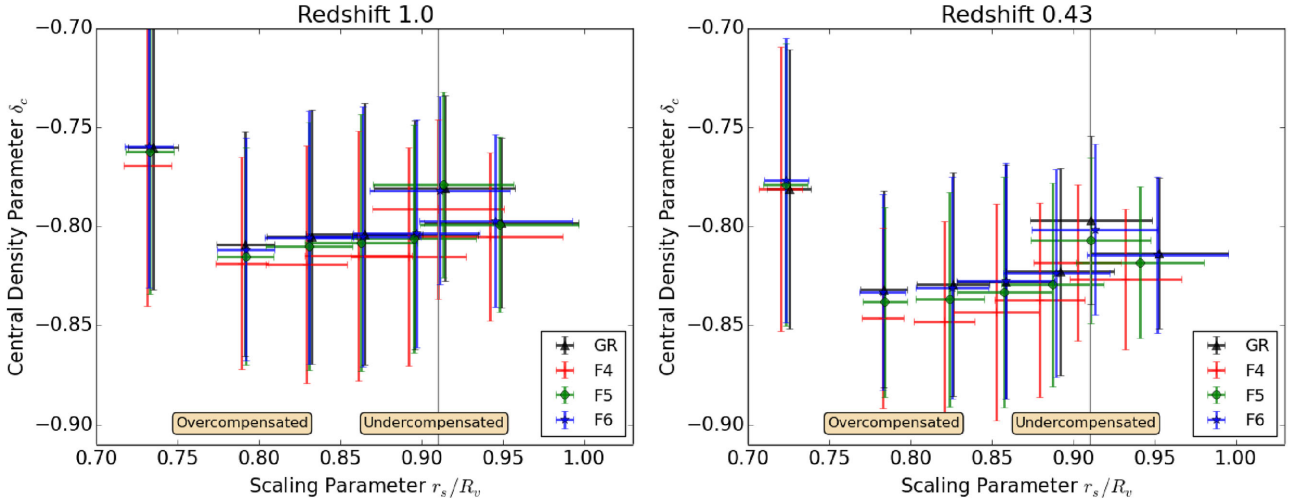 Redshift 1.0
Central Density Parameter δc
−0.70
−0.75
−0.80
−0.85
−0.90
Overcompensated
Undercompensated
GR
F4
F5
F6
0.70 0.75 0.80 0.85 0.90 0.95 1.00
Scaling Parameter rs/Rv
Redshift 0.43
Central Density Parameter δc
−0.70
−0.75
−0.80
−0.85
−0.90
Overcompensated
Undercompensated
GR
F4
F5
F6
0.70 0.75 0.80 0.85 0.90 0.95 1.00
Scaling Parameter rs/Rv